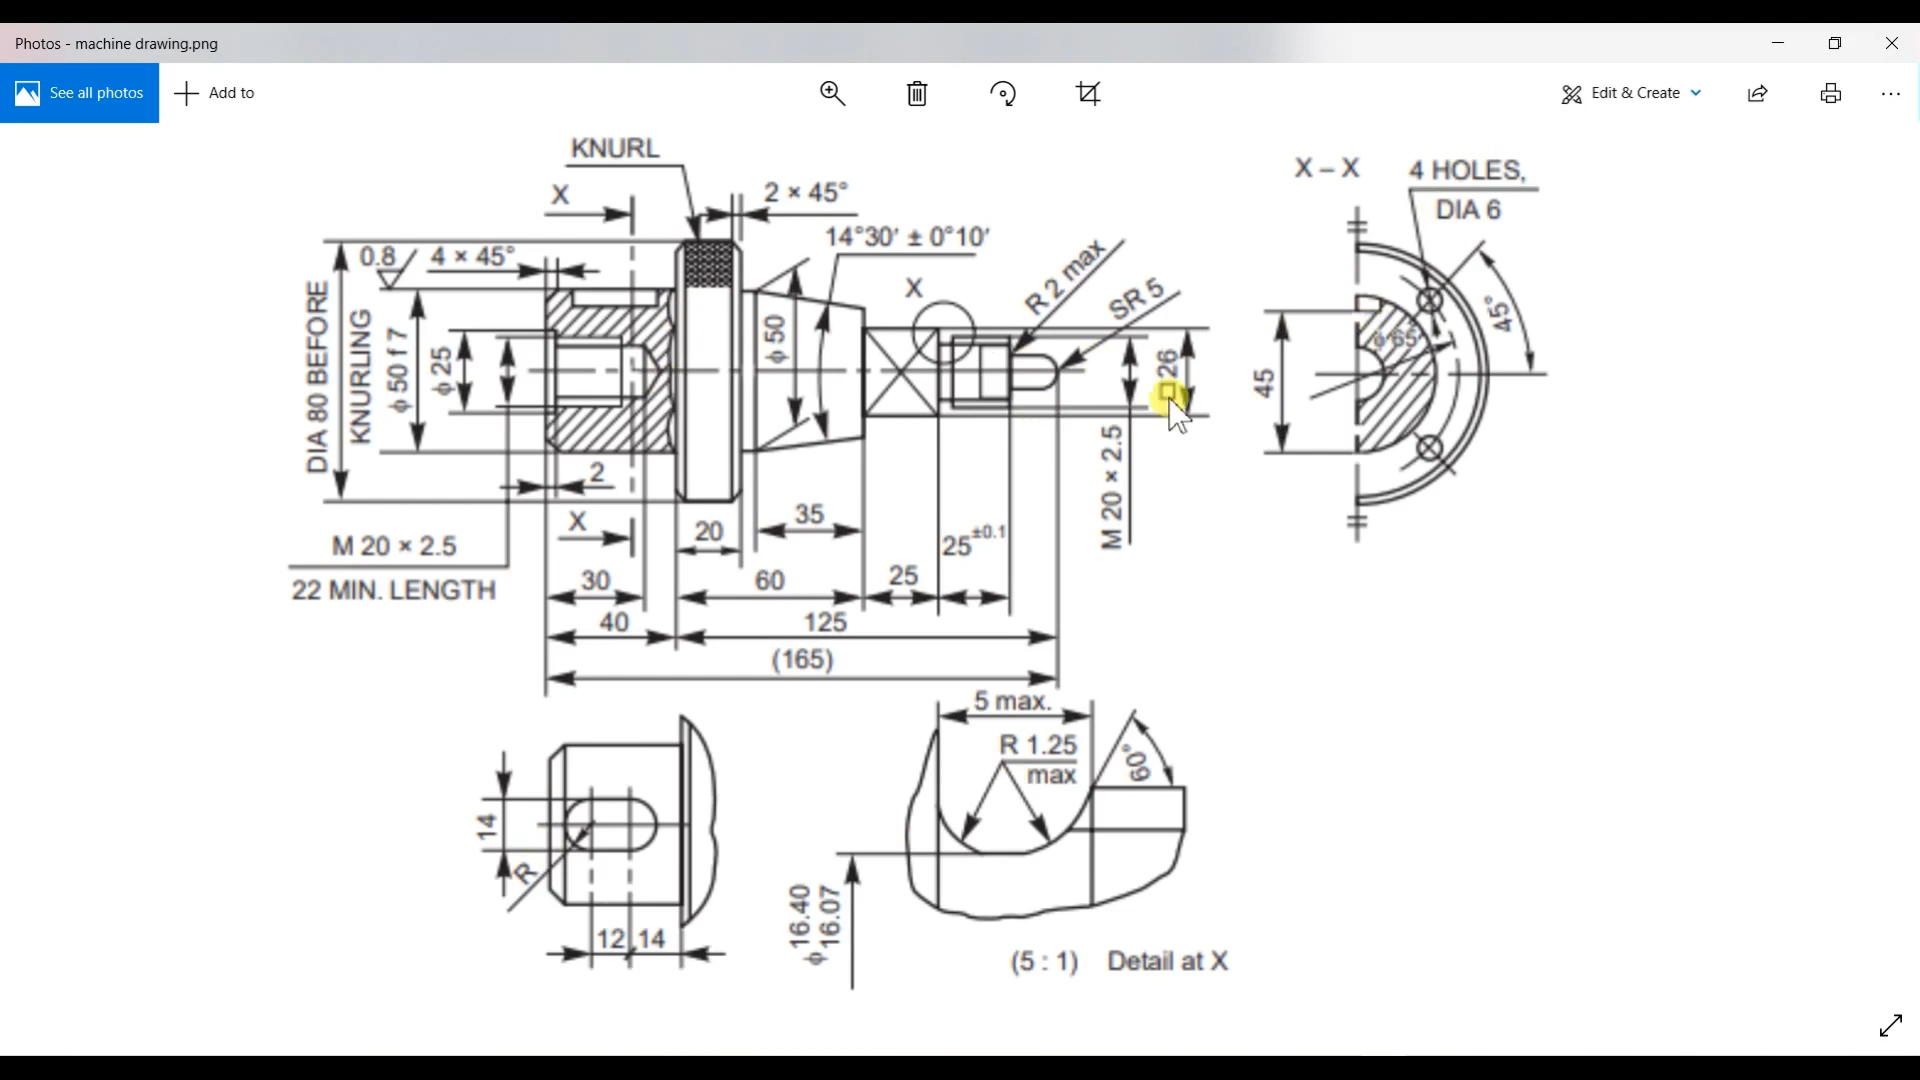 Photos - machine drawing.png
See all photos
Add to
Edit & Create
KNURL
X
2 × 45°
14°30′ ± 0°10′
0.8
4 × 45°
R 2 max
SR 5
X
DIA 80 BEFORE
KNURLING
ϕ 50 f 7
ϕ 25
ϕ 50
□ 26
M 20 × 2.5
2
X
M 20 × 2.5
22 MIN. LENGTH
20
35
25±0.1
30
60
25
40
125
(165)
X – X
4 HOLES,
DIA 6
45°
ϕ 65
45
14
R
12
14
5 max.
R 1.25
max
60°
ϕ 16.40
16.07
(5 : 1) Detail at X